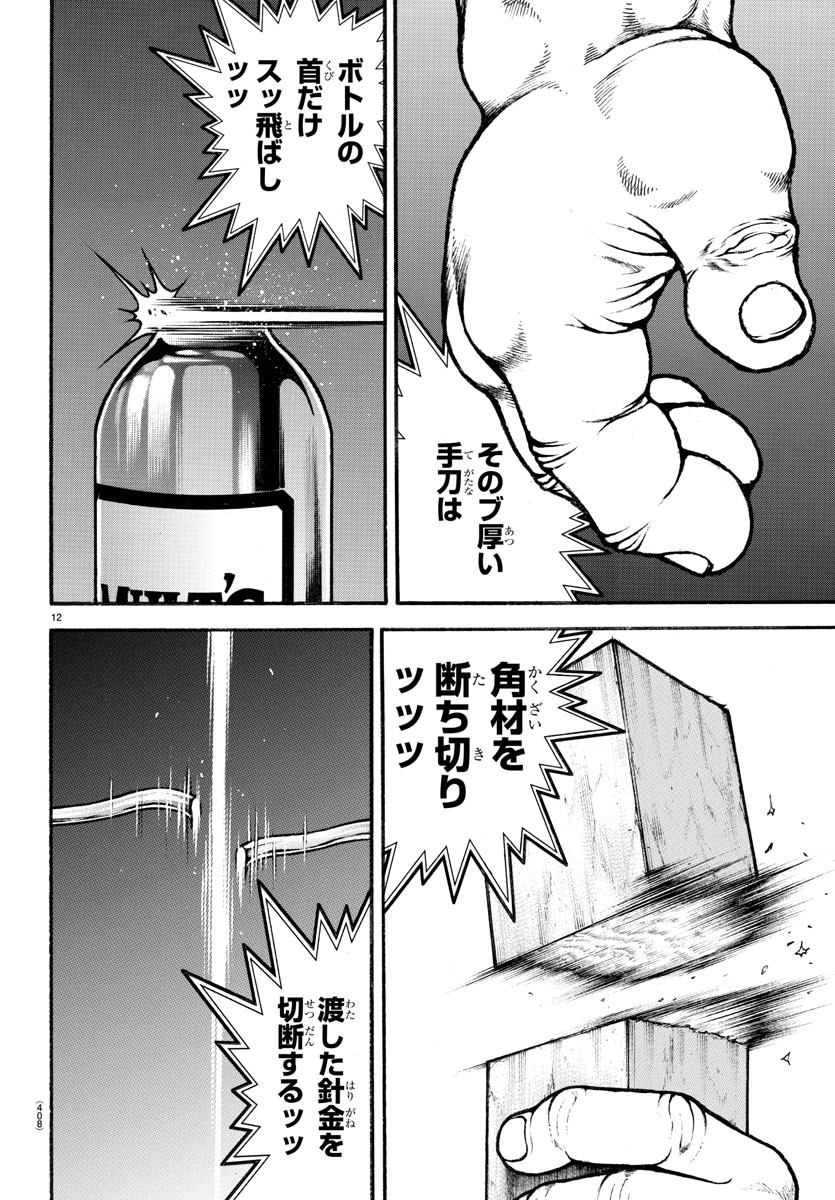 そのブ厚い
手刀は
ボトルの
首だけ
スッ飛ばし
ッッ
12
角材を
断ち切り
ッッッ
渡した針金を
切断するッッ
(408)